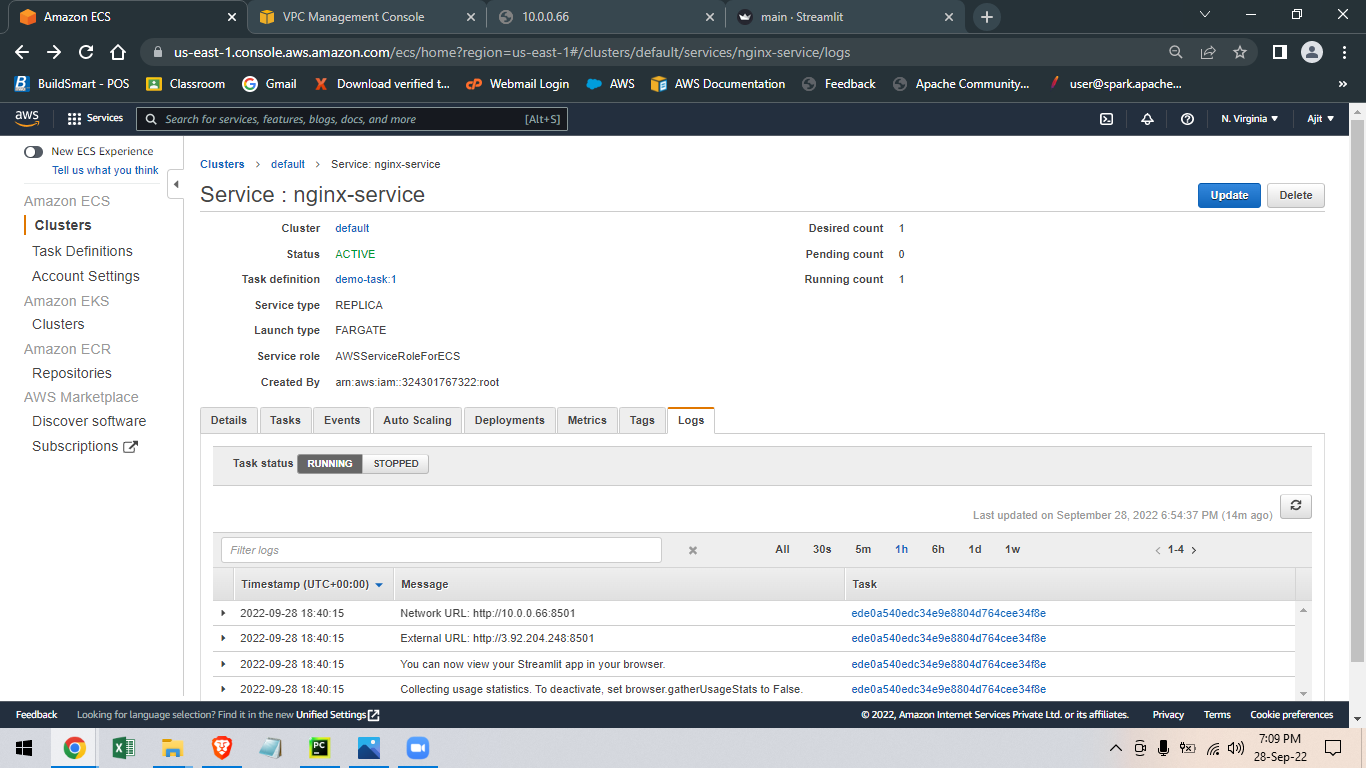 Amazon ECS
VPC Management Console
10.0.0.66
main · Streamlit
us-east-1.console.aws.amazon.com/ecs/home?region=us-east-1#/clusters/default/services/nginx-service/logs
BuildSmart - POS
Classroom
Gmail
Download verified t...
Webmail Login
AWS
AWS Documentation
Feedback
Apache Community...
user@spark.apache...
aws
Services
Search for services, features, blogs, docs, and more
[Alt+S]
N. Virginia
Ajit
New ECS Experience
Tell us what you think
Amazon ECS
Clusters
Task Definitions
Account Settings
Amazon EKS
Clusters
Amazon ECR
Repositories
AWS Marketplace
Discover software
Subscriptions
Clusters > default > Service: nginx-service
Service : nginx-service
Update
Delete
Cluster default
Status ACTIVE
Task definition demo-task:1
Service type REPLICA
Launch type FARGATE
Service role AWSServiceRoleForECS
Created By arn:aws:iam::324301767322:root
Desired count 1
Pending count 0
Running count 1
Details
Tasks
Events
Auto Scaling
Deployments
Metrics
Tags
Logs
Task status RUNNING STOPPED
Last updated on September 28, 2022 6:54:37 PM (14m ago)
Filter logs
All 30s 5m 1h 6h 1d 1w
1-4
Timestamp (UTC+00:00) Message Task
2022-09-28 18:40:15 Network URL: http://10.0.0.66:8501 ede0a540edc34e9e8804d764cee34f8e
2022-09-28 18:40:15 External URL: http://3.92.204.248:8501 ede0a540edc34e9e8804d764cee34f8e
2022-09-28 18:40:15 You can now view your Streamlit app in your browser. ede0a540edc34e9e8804d764cee34f8e
2022-09-28 18:40:15 Collecting usage statistics. To deactivate, set browser.gatherUsageStats to False. ede0a540edc34e9e8804d764cee34f8e
Feedback
Looking for language selection? Find it in the new Unified Settings
© 2022, Amazon Internet Services Private Ltd. or its affiliates.
Privacy
Terms
Cookie preferences
7:09 PM
28-Sep-22